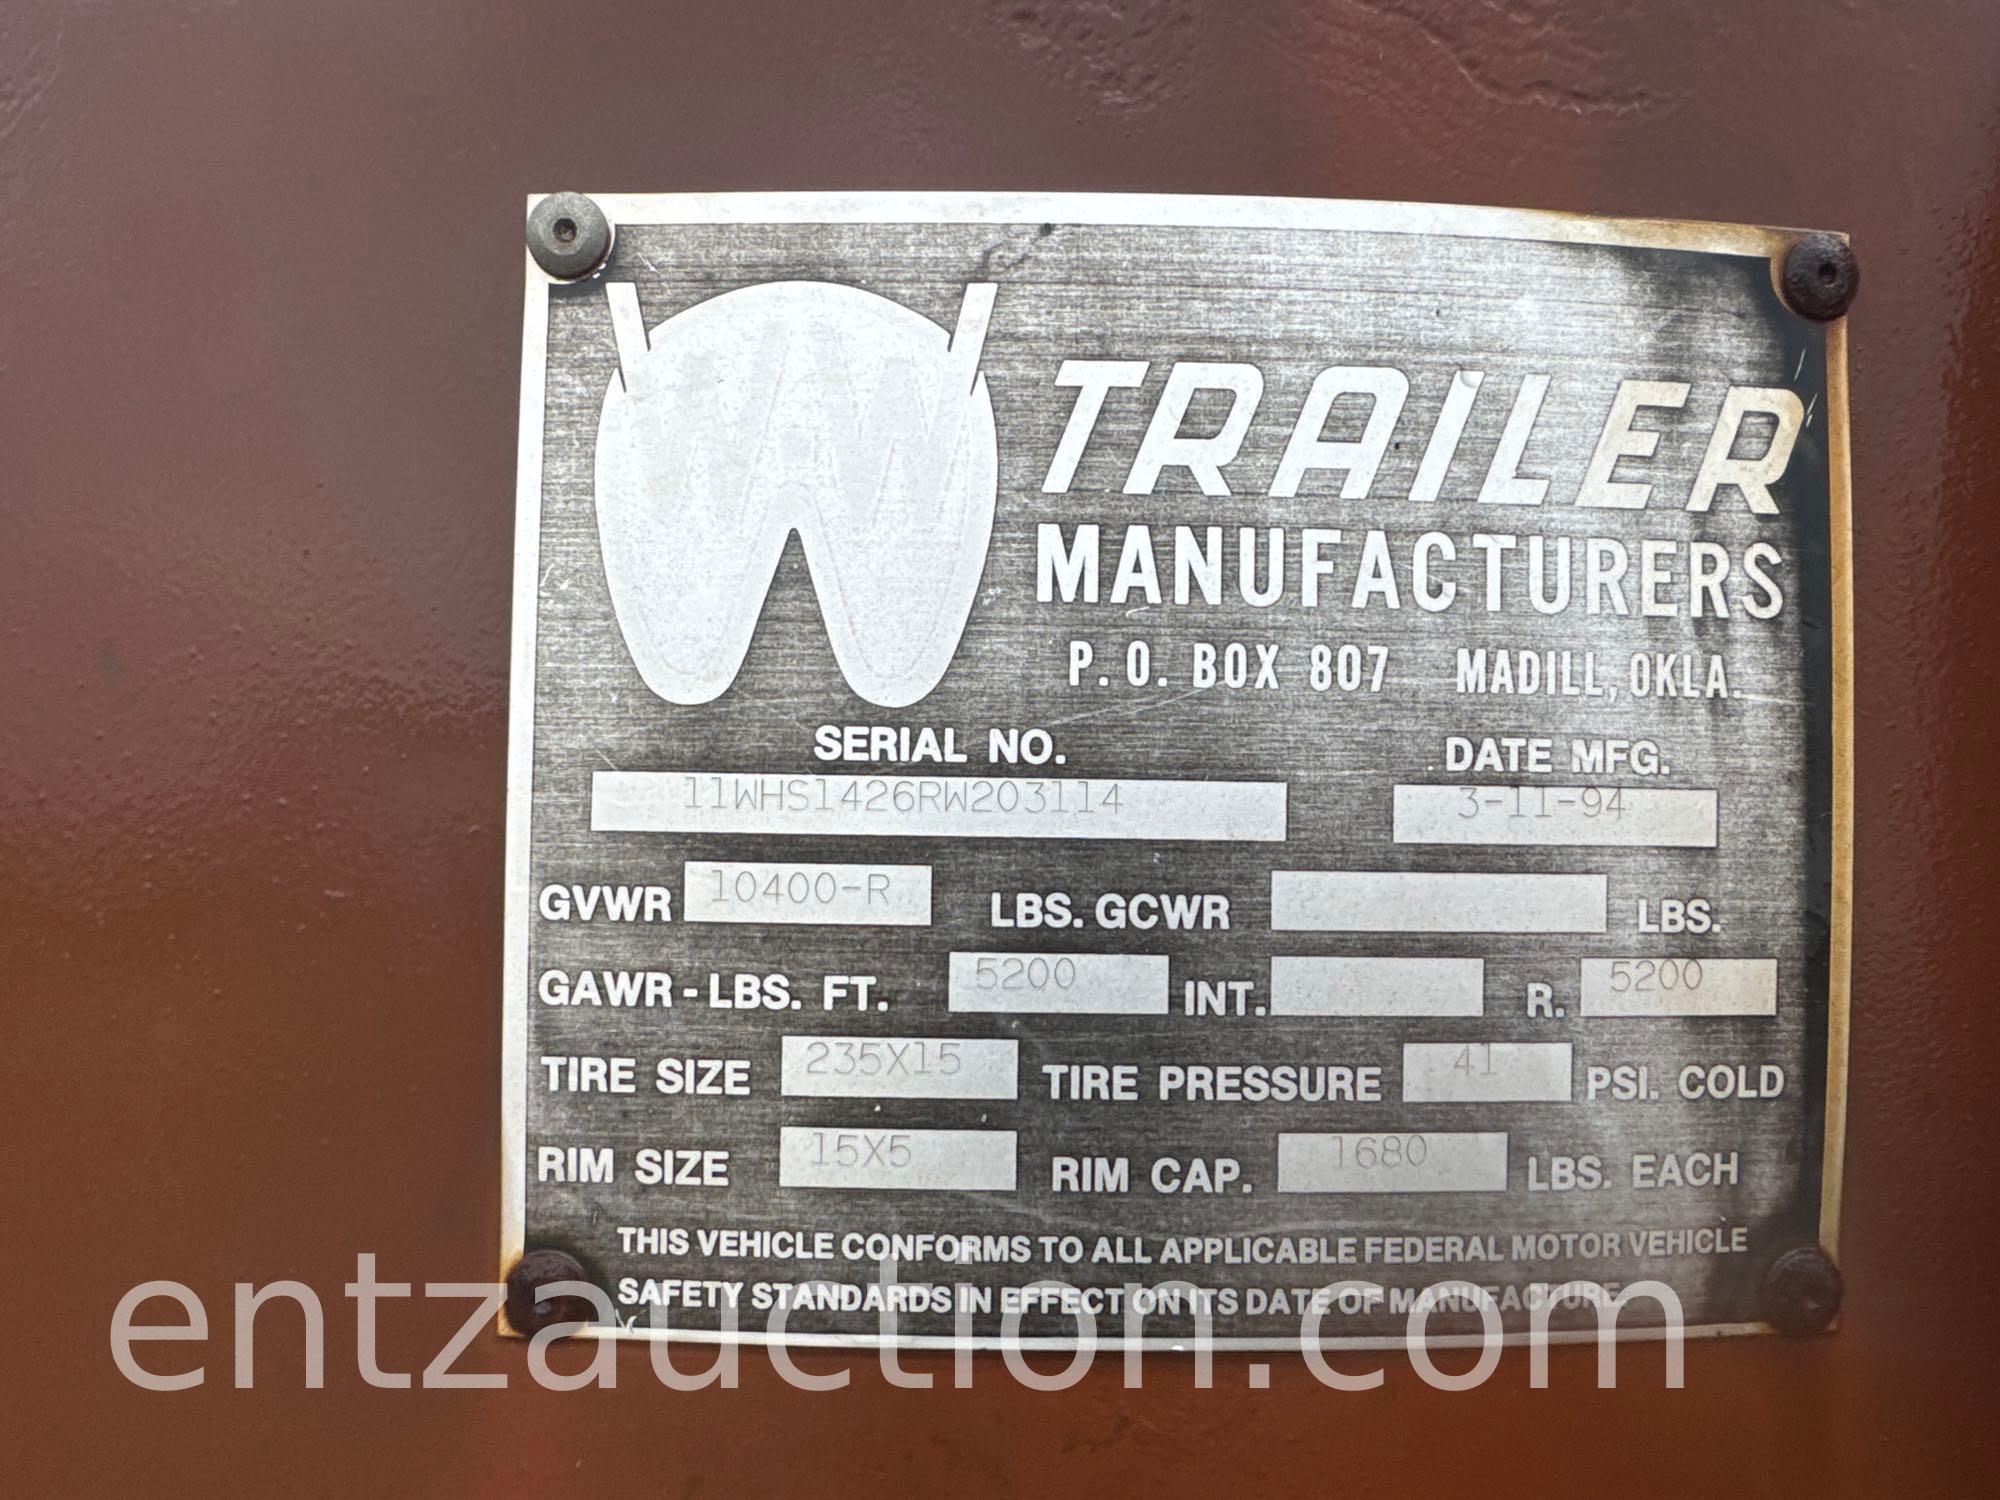 W-W TRAILER
MANUFACTURERS
P. O. BOX 807 MADILL, OKLA.
SERIAL NO. DATE MFG.
11WHS1426RW203114 3-11-94
GVWR 10400-R LBS. GCWR LBS.
GAWR - LBS. FT. 5200 INT. R. 5200
TIRE SIZE 235X15 TIRE PRESSURE 41 PSI. COLD
RIM SIZE 15X5 RIM CAP. 1680 LBS. EACH
THIS VEHICLE CONFORMS TO ALL APPLICABLE FEDERAL MOTOR VEHICLE
SAFETY STANDARDS IN EFFECT ON ITS DATE OF MANUFACTURE
entzauction.com